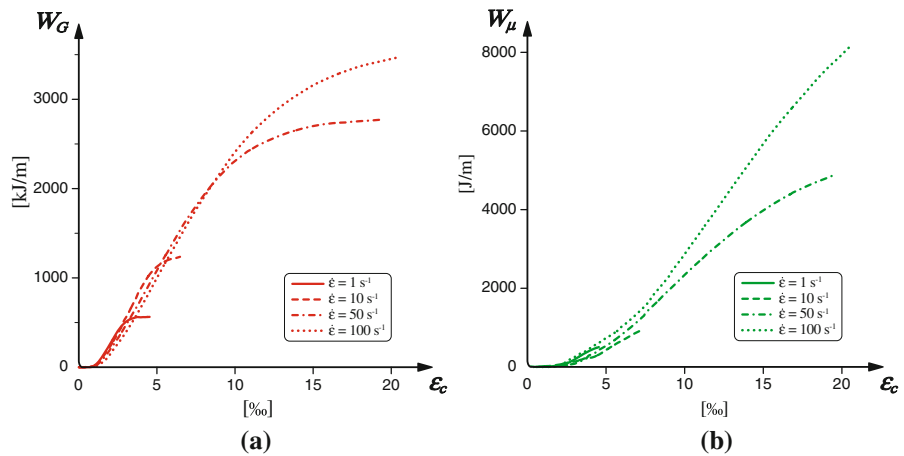 W_G
[kJ/m]
3000
2000
1000
0
0 5 10 15 20
ε_c
[‰]
ε̇ = 1 s⁻¹
ε̇ = 10 s⁻¹
ε̇ = 50 s⁻¹
ε̇ = 100 s⁻¹
(a)
W_μ
[J/m]
8000
6000
4000
2000
0
0 5 10 15 20
ε_c
[‰]
ε̇ = 1 s⁻¹
ε̇ = 10 s⁻¹
ε̇ = 50 s⁻¹
ε̇ = 100 s⁻¹
(b)